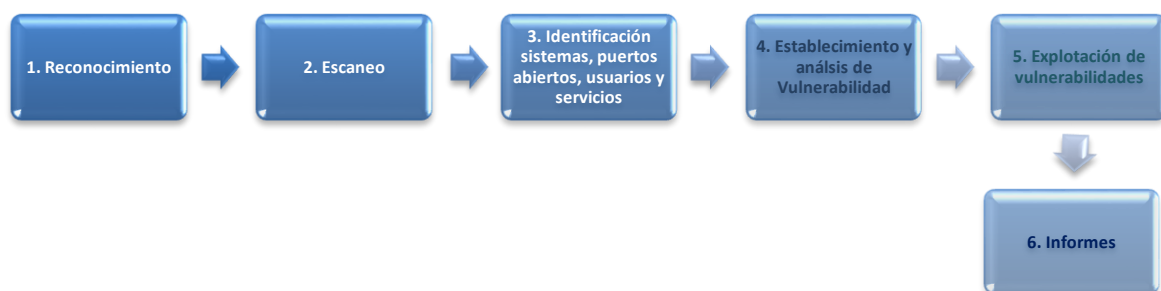 1. Reconocimiento
2. Escaneo
3. Identificación
sistemas, puertos
abiertos, usuarios y
servicios
4. Establecimiento y
análsis de
Vulnerabilidad
5. Explotación de
vulnerabilidades
6. Informes